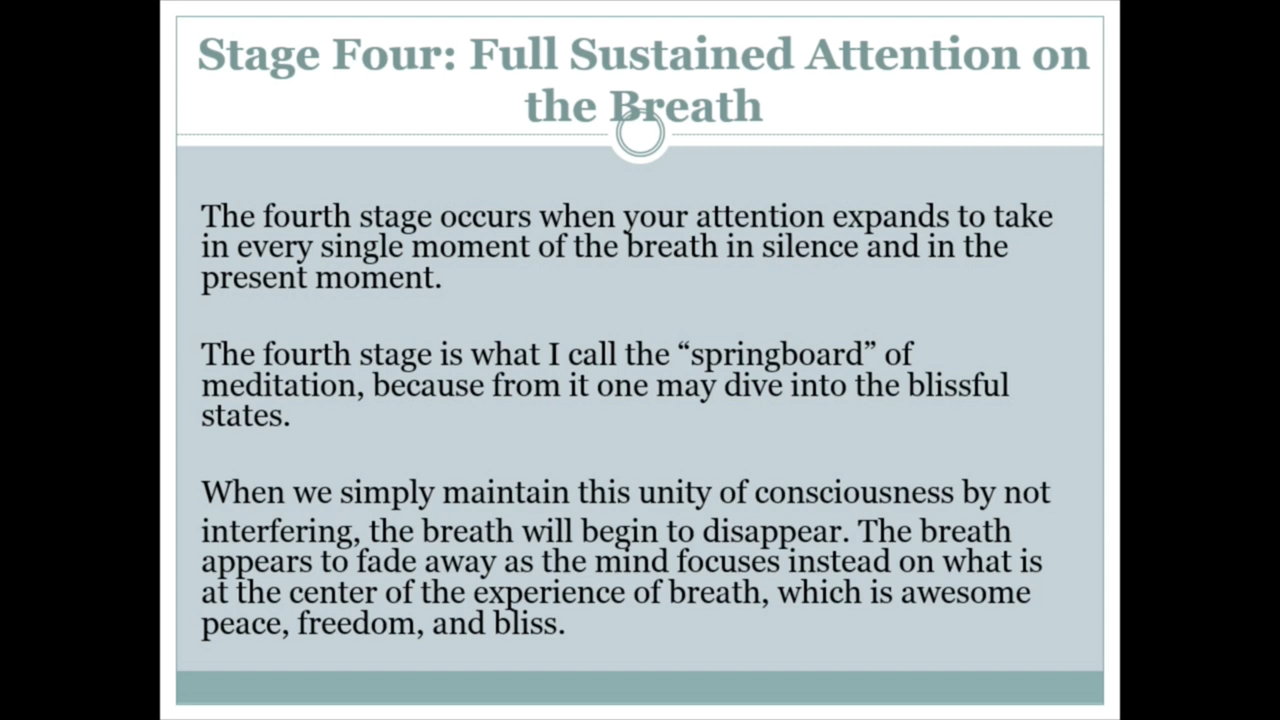 Stage Four: Full Sustained Attention on
the Breath
The fourth stage occurs when your attention expands to take
in every single moment of the breath in silence and in the
present moment.
The fourth stage is what I call the “springboard” of
meditation, because from it one may dive into the blissful
states.
When we simply maintain this unity of consciousness by not
interfering, the breath will begin to disappear. The breath
appears to fade away as the mind focuses instead on what is
at the center of the experience of breath, which is awesome
peace, freedom, and bliss.